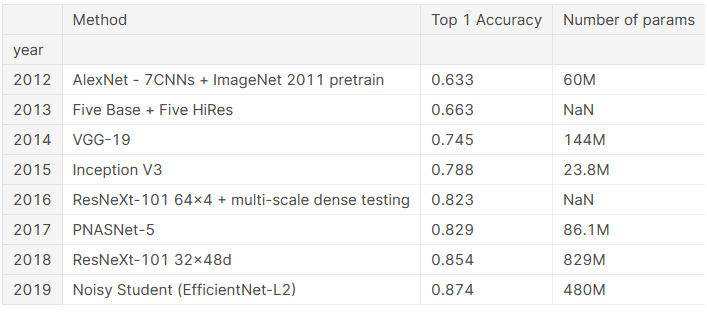 Method Top 1 Accuracy Number of params
year
2012 AlexNet - 7CNNs + ImageNet 2011 pretrain 0.633 60M
2013 Five Base + Five HiRes 0.663 NaN
2014 VGG-19 0.745 144M
2015 Inception V3 0.788 23.8M
2016 ResNeXt-101 64×4 + multi-scale dense testing 0.823 NaN
2017 PNASNet-5 0.829 86.1M
2018 ResNeXt-101 32×48d 0.854 829M
2019 Noisy Student (EfficientNet-L2) 0.874 480M